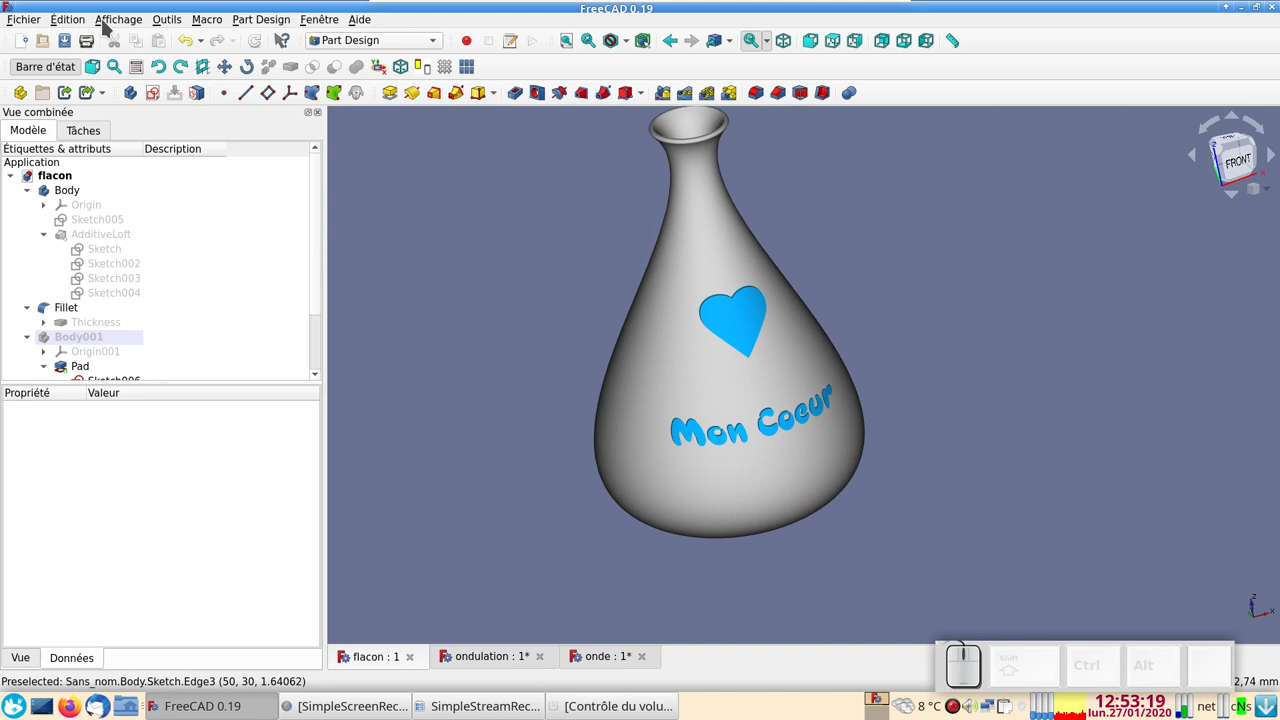 FreeCAD 0.19
Fichier Édition Affichage Outils Macro Part Design Fenêtre Aide
Part Design
Barre d'état
Vue combinée
Modèle Tâches
Étiquettes & attributs Description
Application
flacon
Body
Origin
Sketch005
AdditiveLoft
Sketch
Sketch002
Sketch003
Sketch004
Fillet
Thickness
Body001
Origin001
Pad
Sketch006
Propriété Valeur
FRONT
Z
X
Mon Coeur
Z
X
Vue Données
flacon : 1 ondulation : 1* onde : 1*
Shift Ctrl Alt
Preselected: Sans_nom.Body.Sketch.Edge3 (50, 30, 1.64062)
2,74 mm
FreeCAD 0.19 [SimpleScreenRec... SimpleStreamRec... [Contrôle du volu...
8 °C
12:53:19
lun.27/01/2020
net